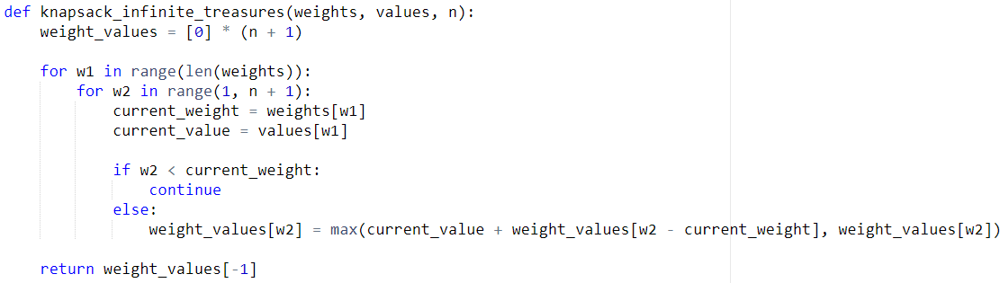 def knapsack_infinite_treasures(weights, values, n):
    weight_values = [0] * (n + 1)

    for w1 in range(len(weights)):
        for w2 in range(1, n + 1):
            current_weight = weights[w1]
            current_value = values[w1]

            if w2 < current_weight:
                continue
            else:
                weight_values[w2] = max(current_value + weight_values[w2 - current_weight], weight_values[w2])

    return weight_values[-1]